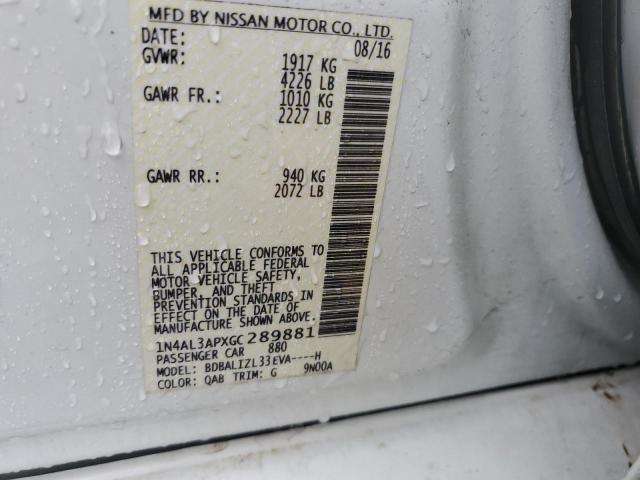 MFD BY NISSAN MOTOR CO., LTD.
DATE: 08/16
GVWR: 1917 KG
4226 LB
GAWR FR.: 1010 KG
2227 LB
GAWR RR.: 940 KG
2072 LB
THIS VEHICLE CONFORMS TO
ALL APPLICABLE FEDERAL
MOTOR VEHICLE SAFETY,
BUMPER, AND THEFT
PREVENTION STANDARDS IN
EFFECT ON THE DATE OF
MANUFACTURE SHOWN ABOVE.
1N4AL3APXGC289881
PASSENGER CAR 880
MODEL: BDBALIZL33EVA----H
COLOR: QAB TRIM: G 9N00A